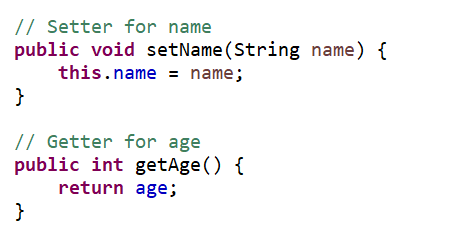 // Setter for name
public void setName(String name) {
    this.name = name;
}

// Getter for age
public int getAge() {
    return age;
}